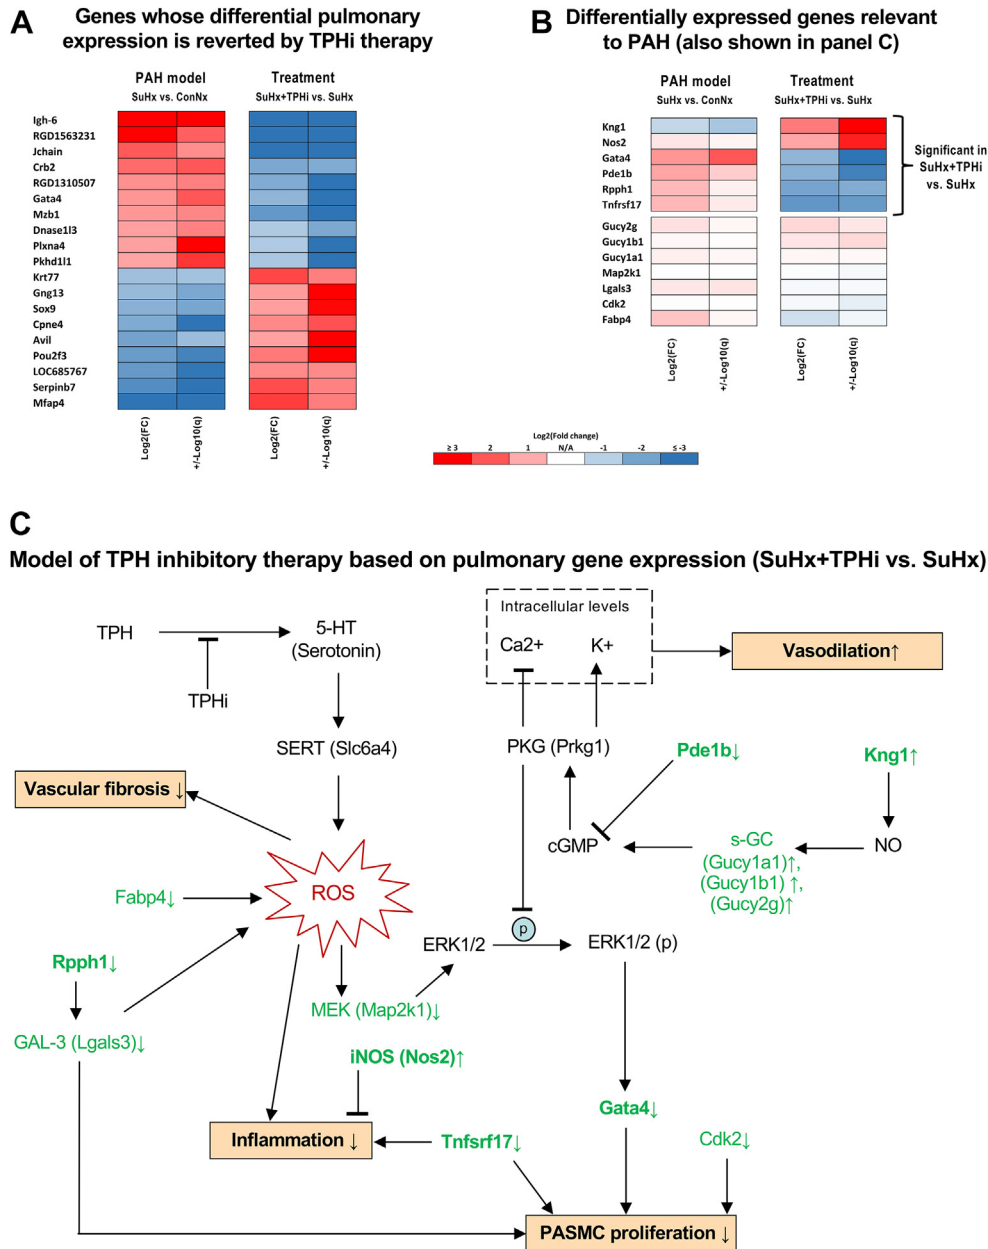 A
Genes whose differential pulmonary
expression is reverted by TPHi therapy
PAH model
SuHx vs. ConNx
Treatment
SuHx+TPHi vs. SuHx
Igh-6
RGD1563231
Jchain
Crb2
RGD1310507
Gata4
Mzb1
Dnase1l3
Plxna4
Pkhd1l1
Krt77
Gng13
Sox9
Cpne4
Avil
Pou2f3
LOC685767
Serpinb7
Mfap4
Log2(FC)
+/-Log10(q)
Log2(FC)
+/-Log10(q)
B
Differentially expressed genes relevant
to PAH (also shown in panel C)
PAH model
SuHx vs. ConNx
Treatment
SuHx+TPHi vs. SuHx
Kng1
Nos2
Gata4
Pde1b
Rpph1
Tnfrsf17
Significant in
SuHx+TPHi
vs. SuHx
Gucy2g
Gucy1b1
Gucy1a1
Map2k1
Lgals3
Cdk2
Fabp4
Log2(FC)
+/-Log10(q)
Log2(FC)
+/-Log10(q)
Log2(Fold change)
≥ 3 2 1 N/A -1 -2 ≤ -3
C
Model of TPH inhibitory therapy based on pulmonary gene expression (SuHx+TPHi vs. SuHx)
TPH
5-HT
(Serotonin)
TPHi
SERT (Slc6a4)
Intracellular levels
Ca2+ K+
Vasodilation↑
PKG (Prkg1)
Pde1b↓
Kng1↑
Vascular fibrosis ↓
cGMP
s-GC
(Gucy1a1)↑,
(Gucy1b1) ↑,
(Gucy2g)↑
NO
ROS
Fabp4↓
p
ERK1/2
ERK1/2 (p)
Rpph1↓
MEK (Map2k1)↓
GAL-3 (Lgals3)↓
iNOS (Nos2)↑
Gata4↓
Inflammation ↓
Tnfsrf17↓
Cdk2↓
PASMC proliferation ↓